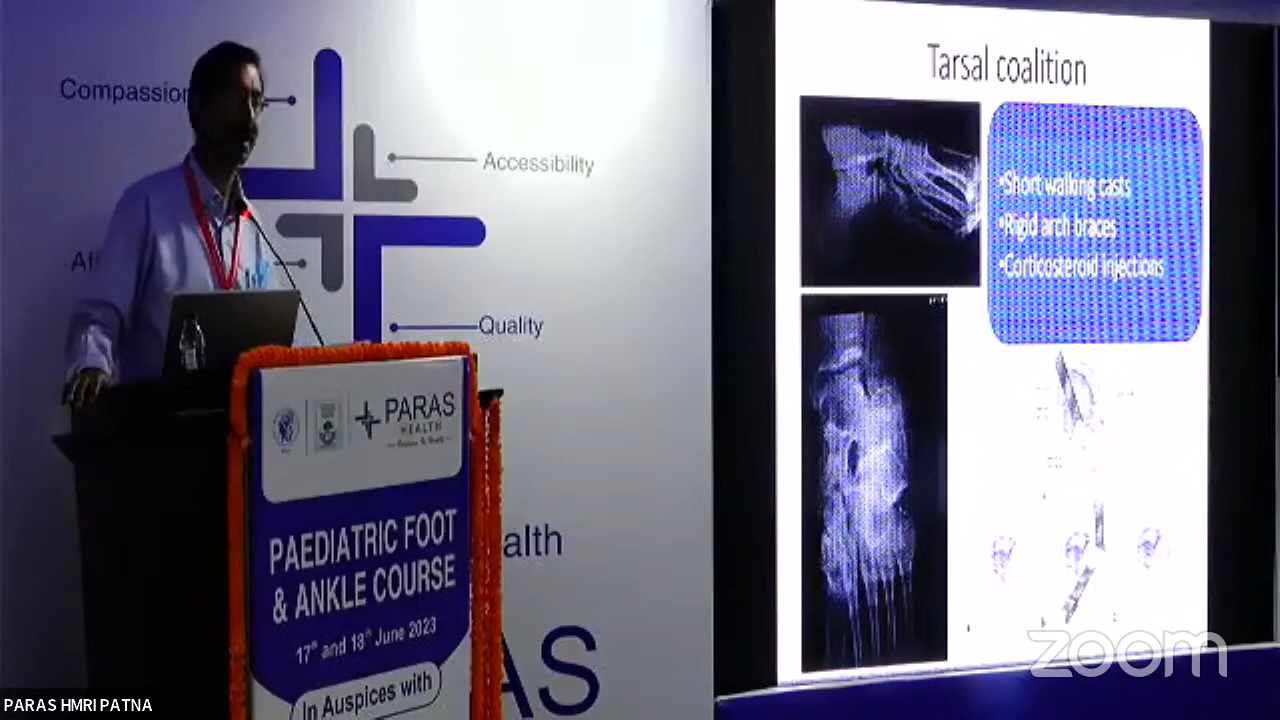 Compassion
Accessibility
Quality
PARAS
HEALTH
PAEDIATRIC FOOT
& ANKLE COURSE
17th and 18th June 2023
In Auspices with
alth
AS
Tarsal coalition
•Short walking casts
•Rigid arch braces
•Corticosteroid injections
zoom
PARAS HMRI PATNA